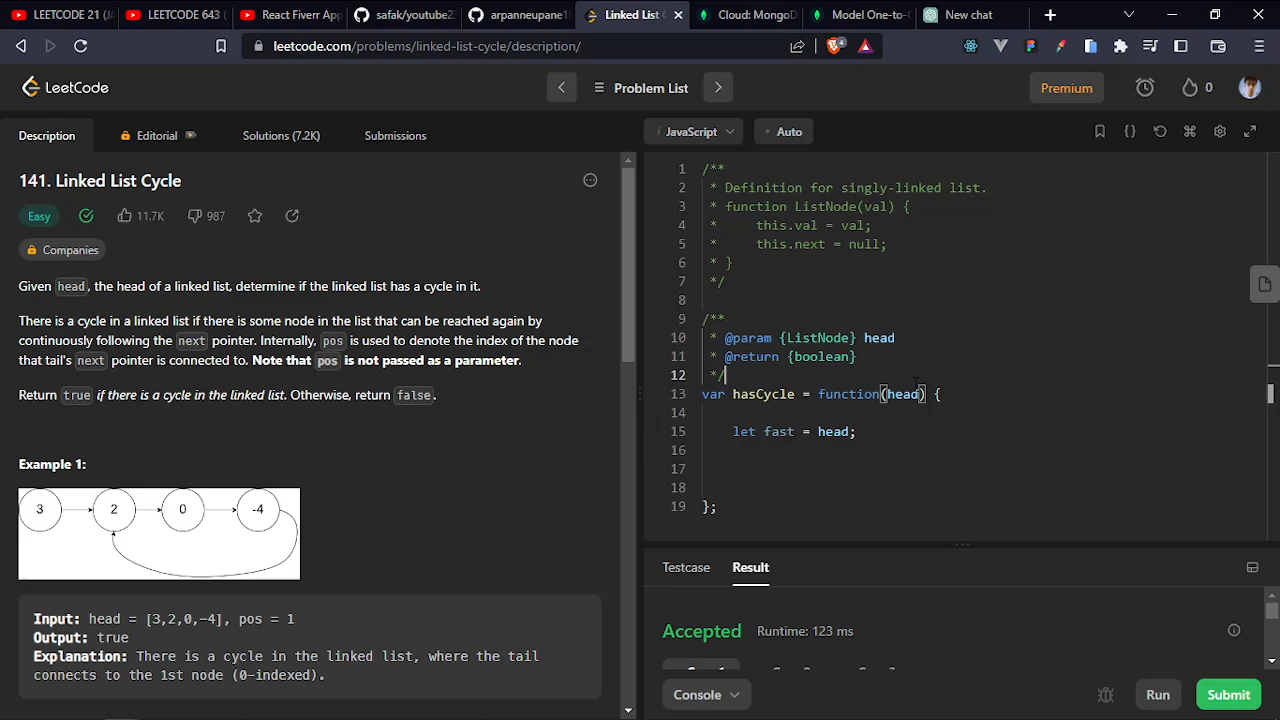 LEETCODE 21 (JA
LEETCODE 643 (
React Fiverr App
safak/youtube23
arpanneupane1
Linked List C
Cloud: MongoD
Model One-to-O
New chat
leetcode.com/problems/linked-list-cycle/description/
4
LeetCode
Problem List
Premium
0
Description
Editorial
Solutions (7.2K)
Submissions
JavaScript
Auto
141. Linked List Cycle
Easy
11.7K
987
Companies
Given head, the head of a linked list, determine if the linked list has a cycle in it.
There is a cycle in a linked list if there is some node in the list that can be reached again by
continuously following the next pointer. Internally, pos is used to denote the index of the node
that tail's next pointer is connected to. Note that pos is not passed as a parameter.
Return true if there is a cycle in the linked list. Otherwise, return false.
Example 1:
3 2 0 -4
Input: head = [3,2,0,-4], pos = 1
Output: true
Explanation: There is a cycle in the linked list, where the tail
connects to the 1st node (0-indexed).
1 /**
2 * Definition for singly-linked list.
3 * function ListNode(val) {
4 * this.val = val;
5 * this.next = null;
6 * }
7 */
8
9 /**
10 * @param {ListNode} head
11 * @return {boolean}
12 */
13 var hasCycle = function(head) {
14
15 let fast = head;
16
17
18
19 };
Testcase
Result
Accepted
Runtime: 123 ms
Console
Run
Submit